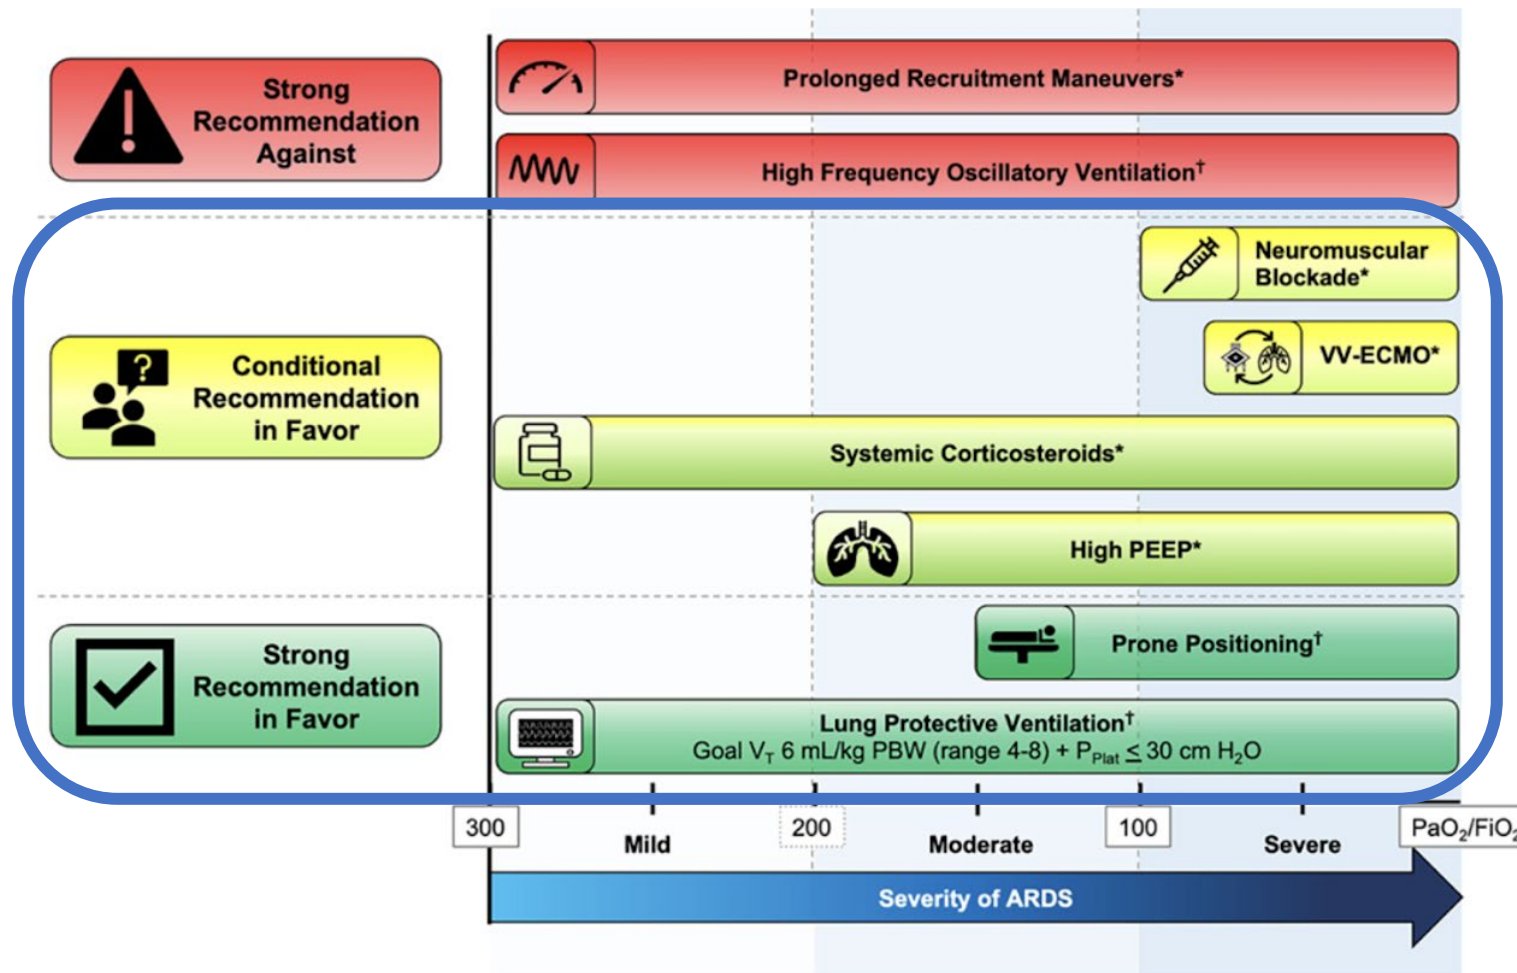 Strong
Recommendation
Against
Prolonged Recruitment Maneuvers*
High Frequency Oscillatory Ventilation†
Conditional
Recommendation
in Favor
?
Neuromuscular
Blockade*
VV-ECMO*
Systemic Corticosteroids*
High PEEP*
Strong
Recommendation
in Favor
Prone Positioning†
Lung Protective Ventilation†
Goal VT 6 mL/kg PBW (range 4-8) + PPlat ≤ 30 cm H2O
300
200
100
PaO2/FiO2
Mild
Moderate
Severe
Severity of ARDS